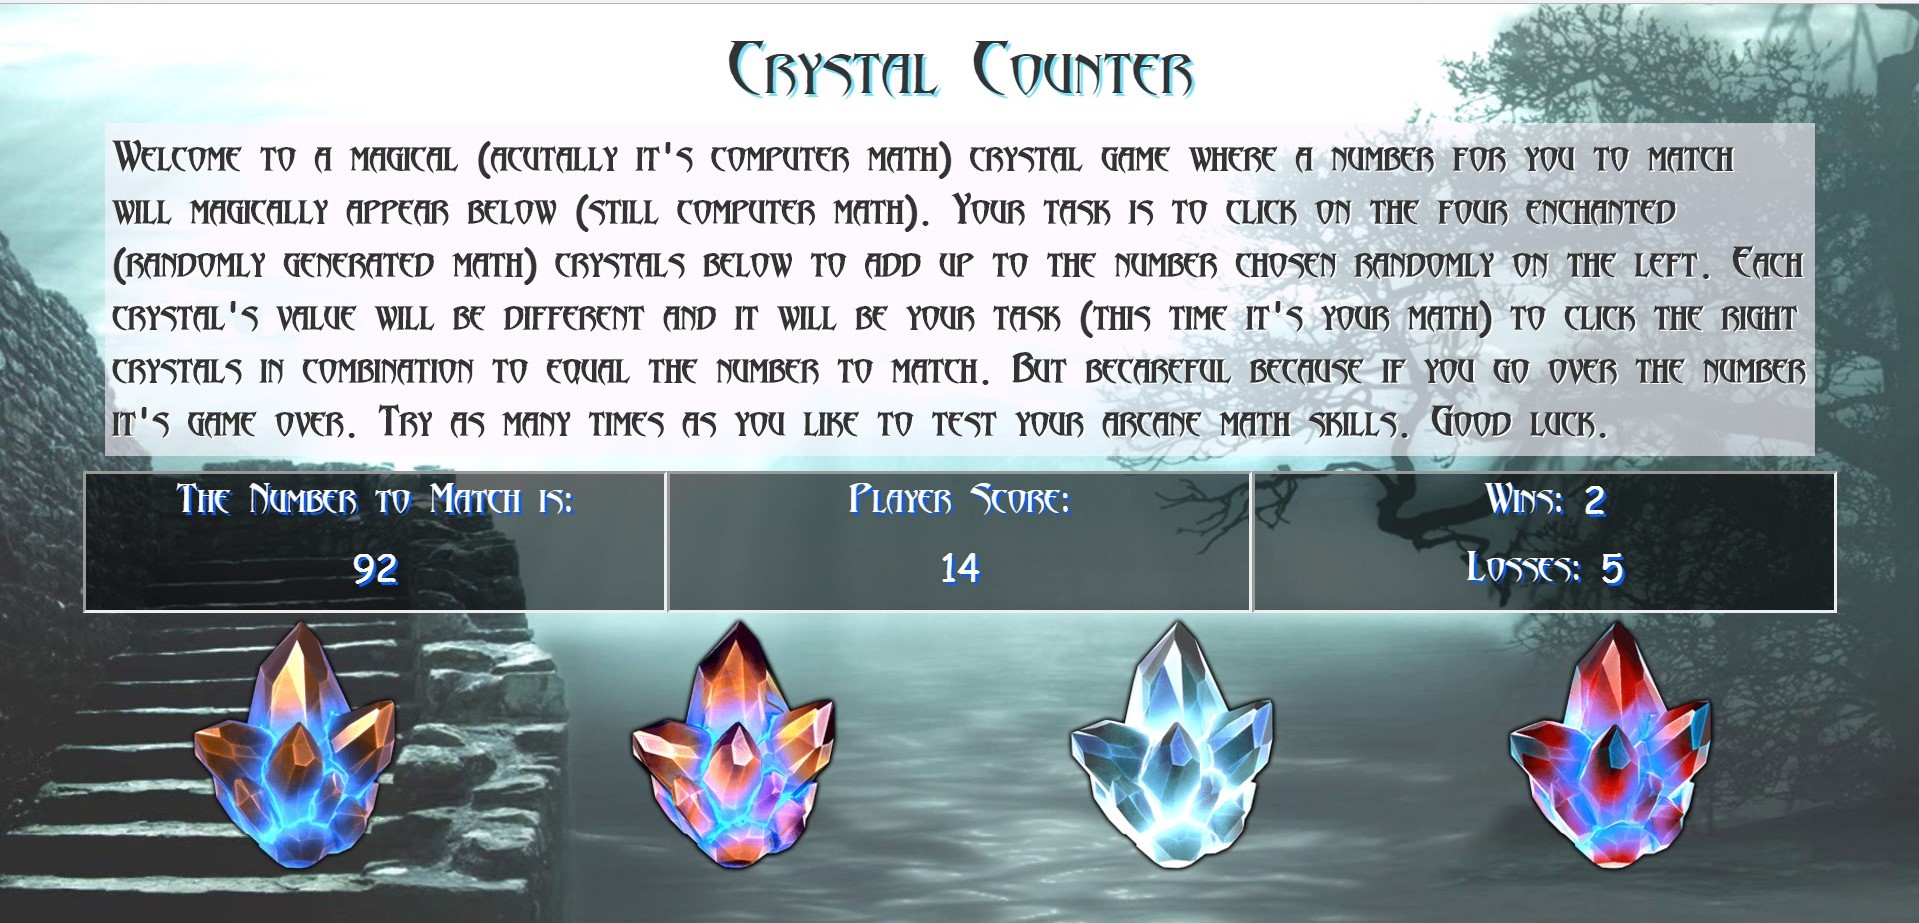 Crystal Counter
Welcome to a magical (acutally it's computer math) crystal game where a number for you to match
will magically appear below (still computer math). Your task is to click on the four enchanted
(randomly generated math) crystals below to add up to the number chosen randomly on the left. Each
crystal's value will be different and it will be your task (this time it's your math) to click the right
crystals in combination to equal the number to match. But becareful because if you go over the number
it's game over. Try as many times as you like to test your arcane math skills. Good luck.
The Number to Match is:
92
Player Score:
14
Wins: 2
Losses: 5